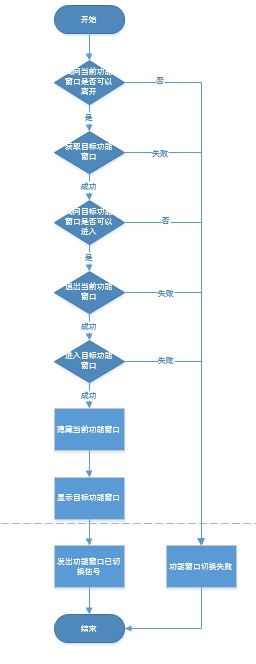 开始
询问当前功能
窗口是否可以
离开
否
是
获取目标功能
窗口
失败
成功
询问目标功能
窗口是否可以
进入
否
是
退出当前功能
窗口
失败
成功
进入目标功能
窗口
失败
成功
隐藏当前功能窗口
显示目标功能窗口
发出功能窗口已切
换信号
功能窗口切换失败
结束